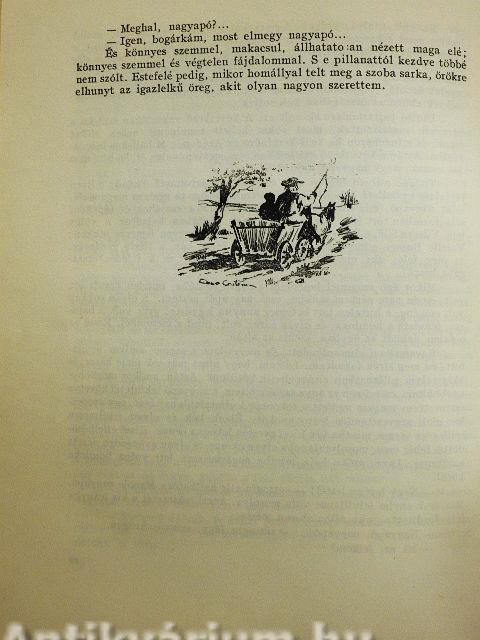 — Meghal, nagyapó?...
— Igen, bogárkám, most elmegy nagyapó...
És könnyes szemmel, makacsul, állhatato an nézett maga elé;
könnyes szemmel és végtelen fájdalommal. S e pillanattól kezdve többé
nem szólt. Estefelé pedig, mikor homállyal telt meg a szoba sarka, örökre
elhunyt az igazlelkű öreg, akit olyan nagyon szerettem.
Antikvárium.hu